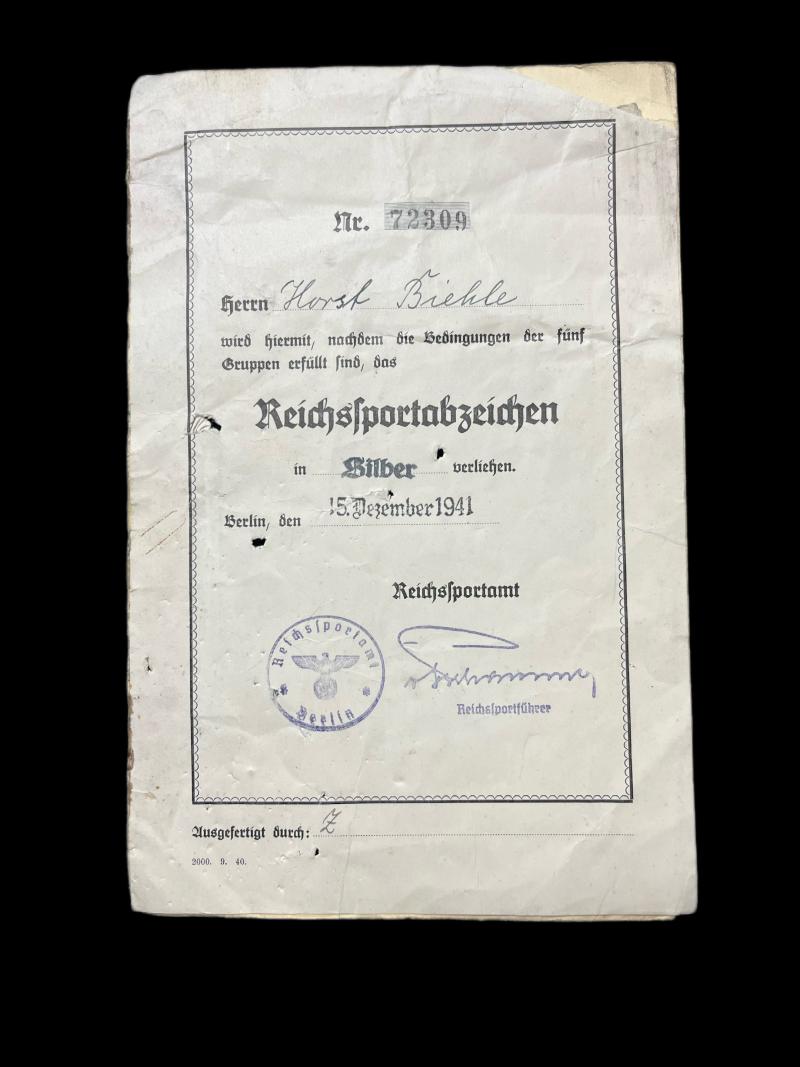 Nr. 72309
Herrn Horst Biehle
wird hiermit, nachdem die Bedingungen der fünf
Gruppen erfüllt sind, das
Reichssportabzeichen
in Silber verliehen.
Berlin, den 15. Dezember 1941
Reichssportamt
Reichssportamt
Berlin
Reichssportführer
Ausgefertigt durch: Z
2000. 9. 40.